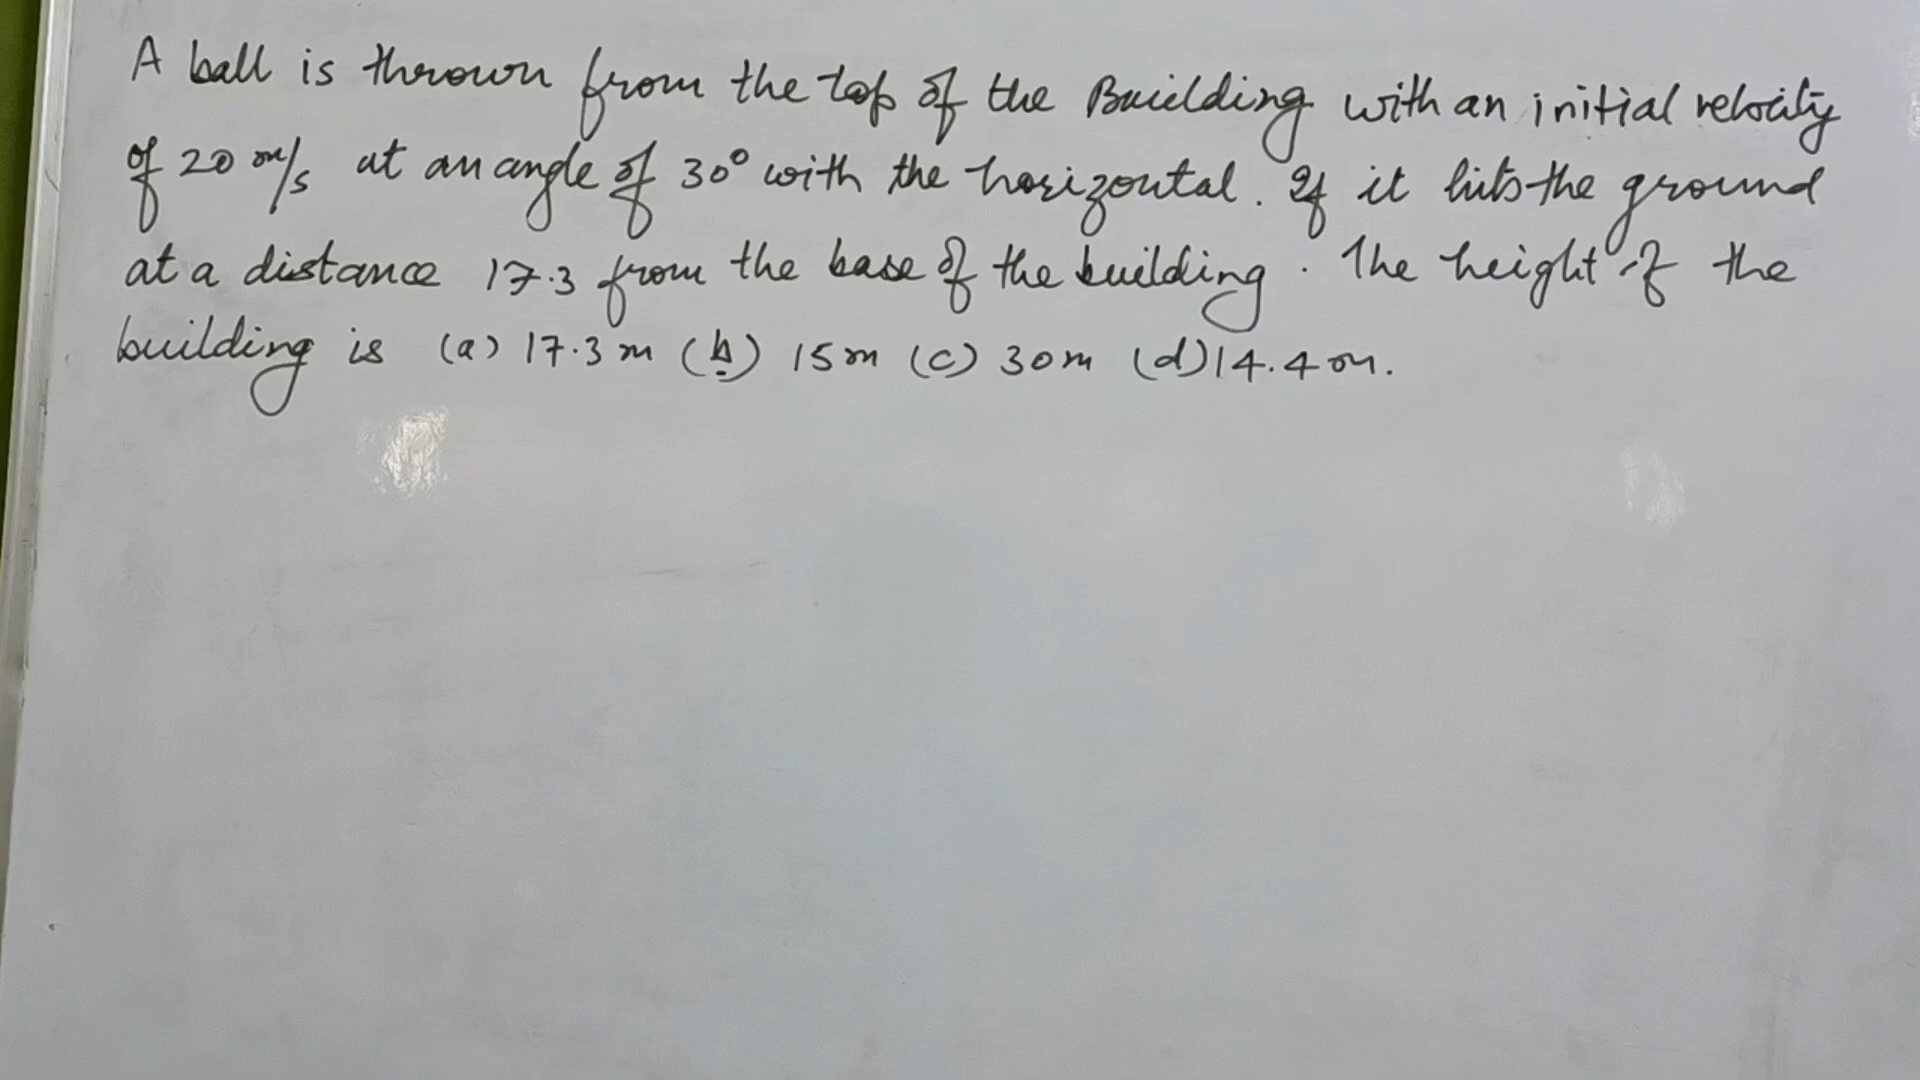 A ball is thrown from the top of the Building with an initial velocity
of 20 m/s at an angle of 30° with the horizontal. If it hits the ground
at a distance 17.3 from the base of the building. The height of the
building is (a) 17.3 m (b) 15 m (c) 30 m (d) 14.4 m.